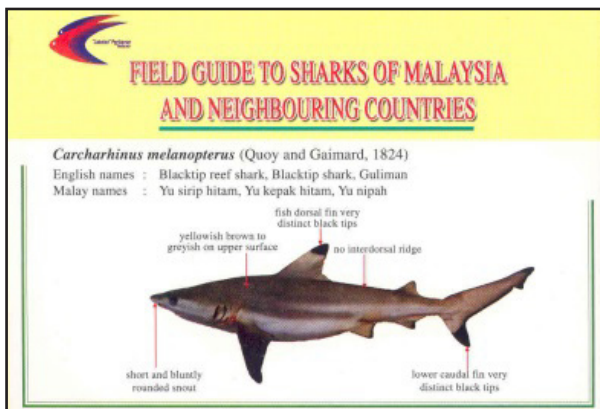 FIELD GUIDE TO SHARKS OF MALAYSIA
AND NEIGHBOURING COUNTRIES
Carcharhinus melanopterus (Quoy and Gaimard, 1824)
English names : Blacktip reef shark, Blacktip shark, Guliman
Malay names : Yu sirip hitam, Yu kepak hitam, Yu nipah
fish dorsal fin very
distinct black tips
yellowish brown to
greyish on upper surface
no interdorsal ridge
short and bluntly
rounded snout
lower caudal fin very
distinct black tips